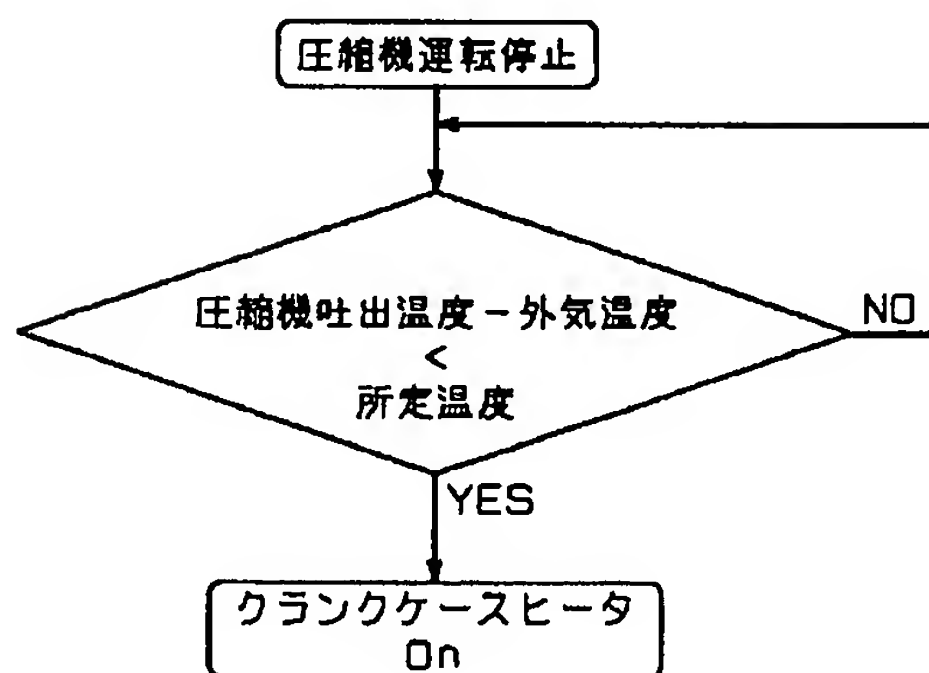 圧縮機運転停止
圧縮機吐出温度－外気温度
<
所定温度
NO
YES
クランクケースヒータ
On